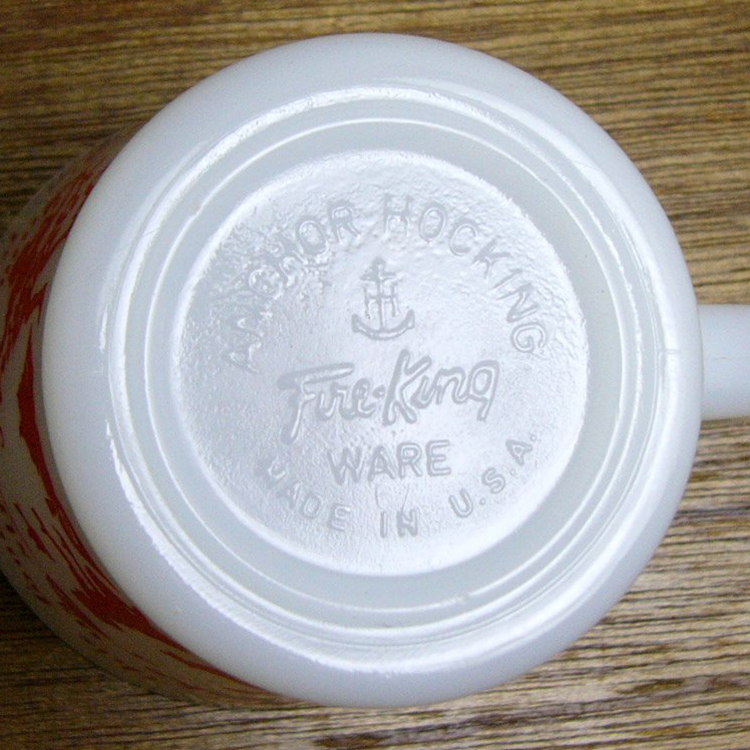 ANCHOR HOCKING
H
Fire-King
WARE
MADE IN U.S.A.